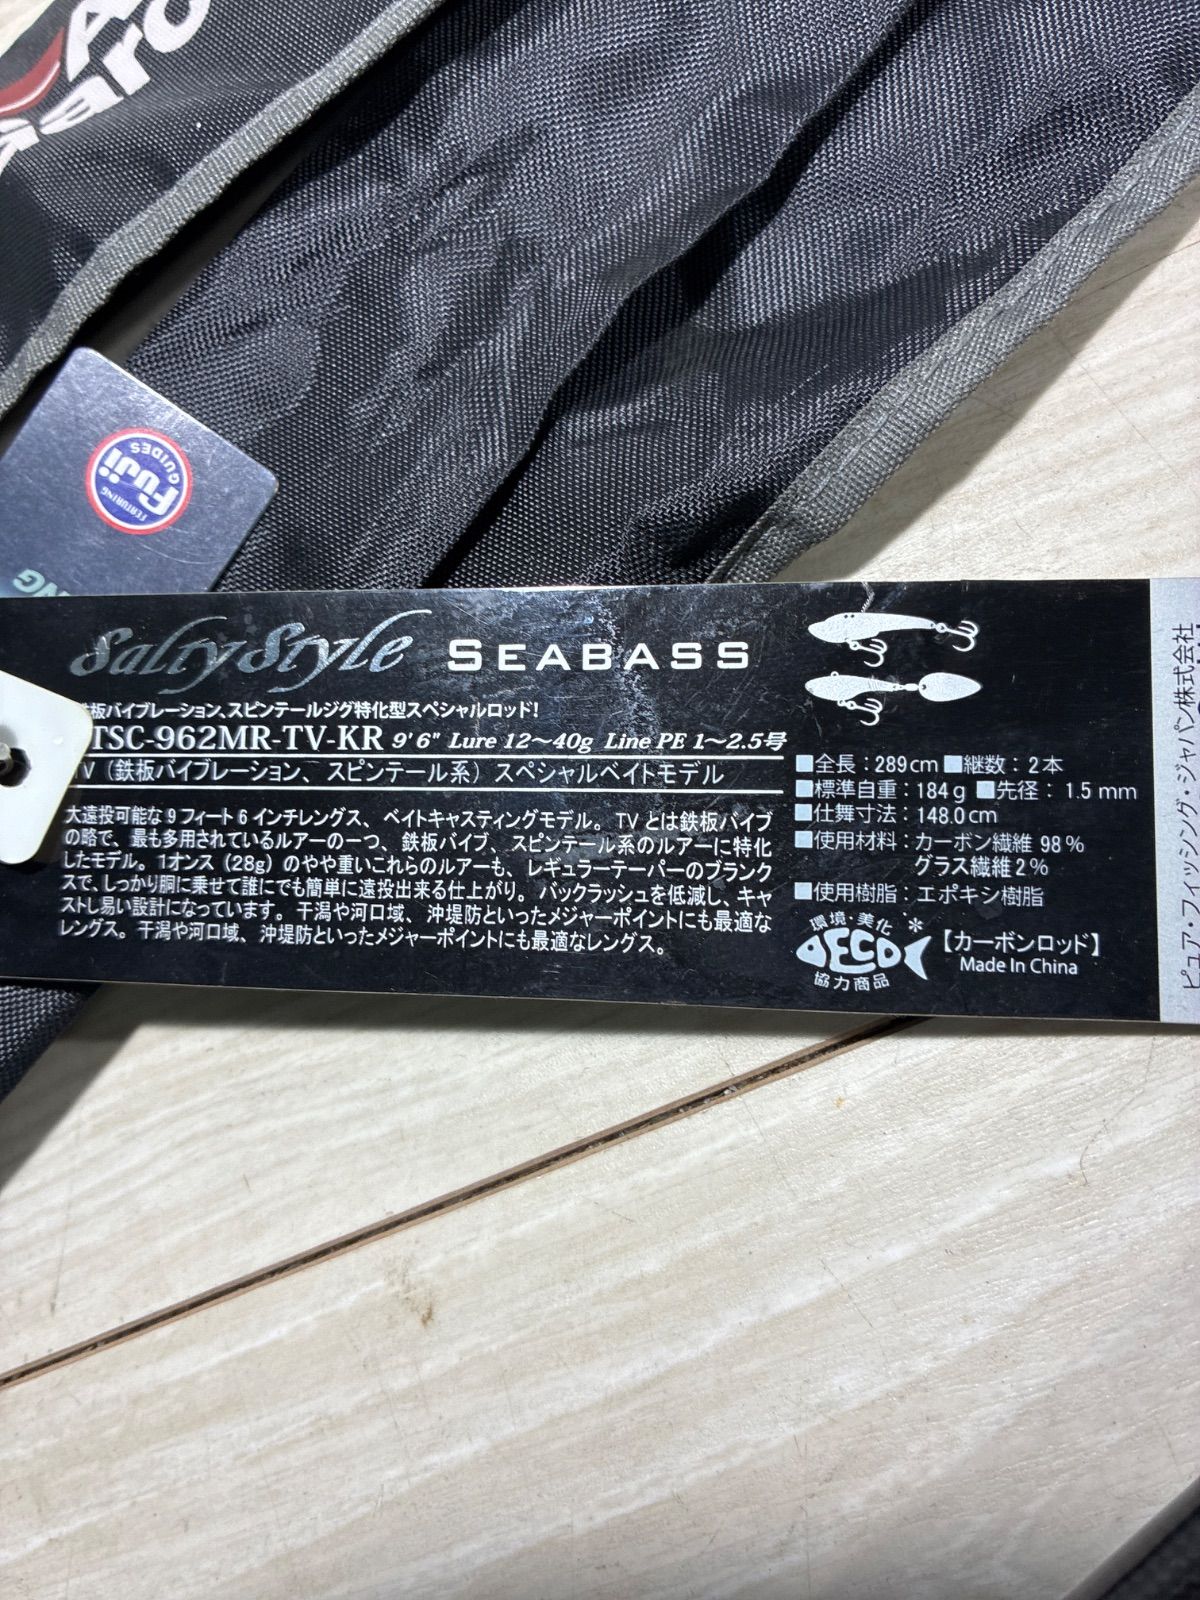 FEATURING
Fuji
GUIDES
NG
Salty Style SEABASS
板バイブレーション、スピンテールジグ特化型スペシャルロッド!
TSC-962MR-TV-KR 9'6" Lure 12～40g Line PE 1～2.5号
TV（鉄板バイブレーション、スピンテール系）スペシャルベイトモデル
大遠投可能な9フィート6インチレングス、ベイトキャスティングモデル。TVとは鉄板バイブ
の略で、最も多用されているルアーの一つ、鉄板バイブ、スピンテール系のルアーに特化
したモデル。1オンス（28g）のやや重いこれらのルアーも、レギュラーテーパーのブランク
スで、しっかり胴に乗せて誰にでも簡単に遠投出来る仕上がり。バックラッシュを低減し、キャ
ストし易い設計になっています。干潟や河口域、沖堤防といったメジャーポイントにも最適な
レングス。干潟や河口域、沖堤防といったメジャーポイントにも最適なレングス。
■全長：289cm ■継数：2本
■標準自重：184g ■先径：1.5mm
■仕舞寸法：148.0cm
■使用材料：カーボン繊維98%
グラス繊維2%
■使用樹脂：エポキシ樹脂
環境・美化
ECO
協力商品
＊【カーボンロッド】
Made In China
ピュア・フィッシング・ジャパン株式会社